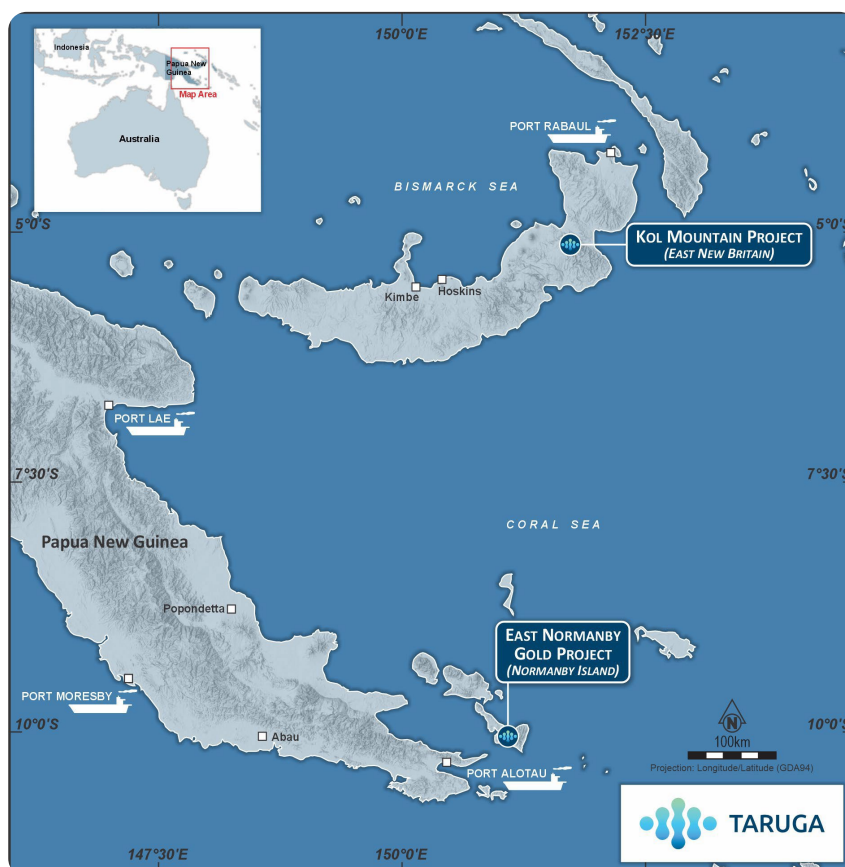 150°0'E
152°30'E
Indonesia
Papua New
Guinea
Map Area
Australia
PORT RABAUL
BISMARCK SEA
5°0'S
5°0'S
KOL MOUNTAIN PROJECT
(EAST NEW BRITAIN)
Kimbe
Hoskins
PORT LAE
7°30'S
7°30'S
CORAL SEA
Papua New Guinea
Popondetta
EAST NORMANBY
GOLD PROJECT
(NORMANBY ISLAND)
PORT MORESBY
10°0'S
10°0'S
Abau
N
100km
Projection: Longitude/Latitude (GDA94)
PORT ALOTAU
TARUGA
147°30'E
150°0'E